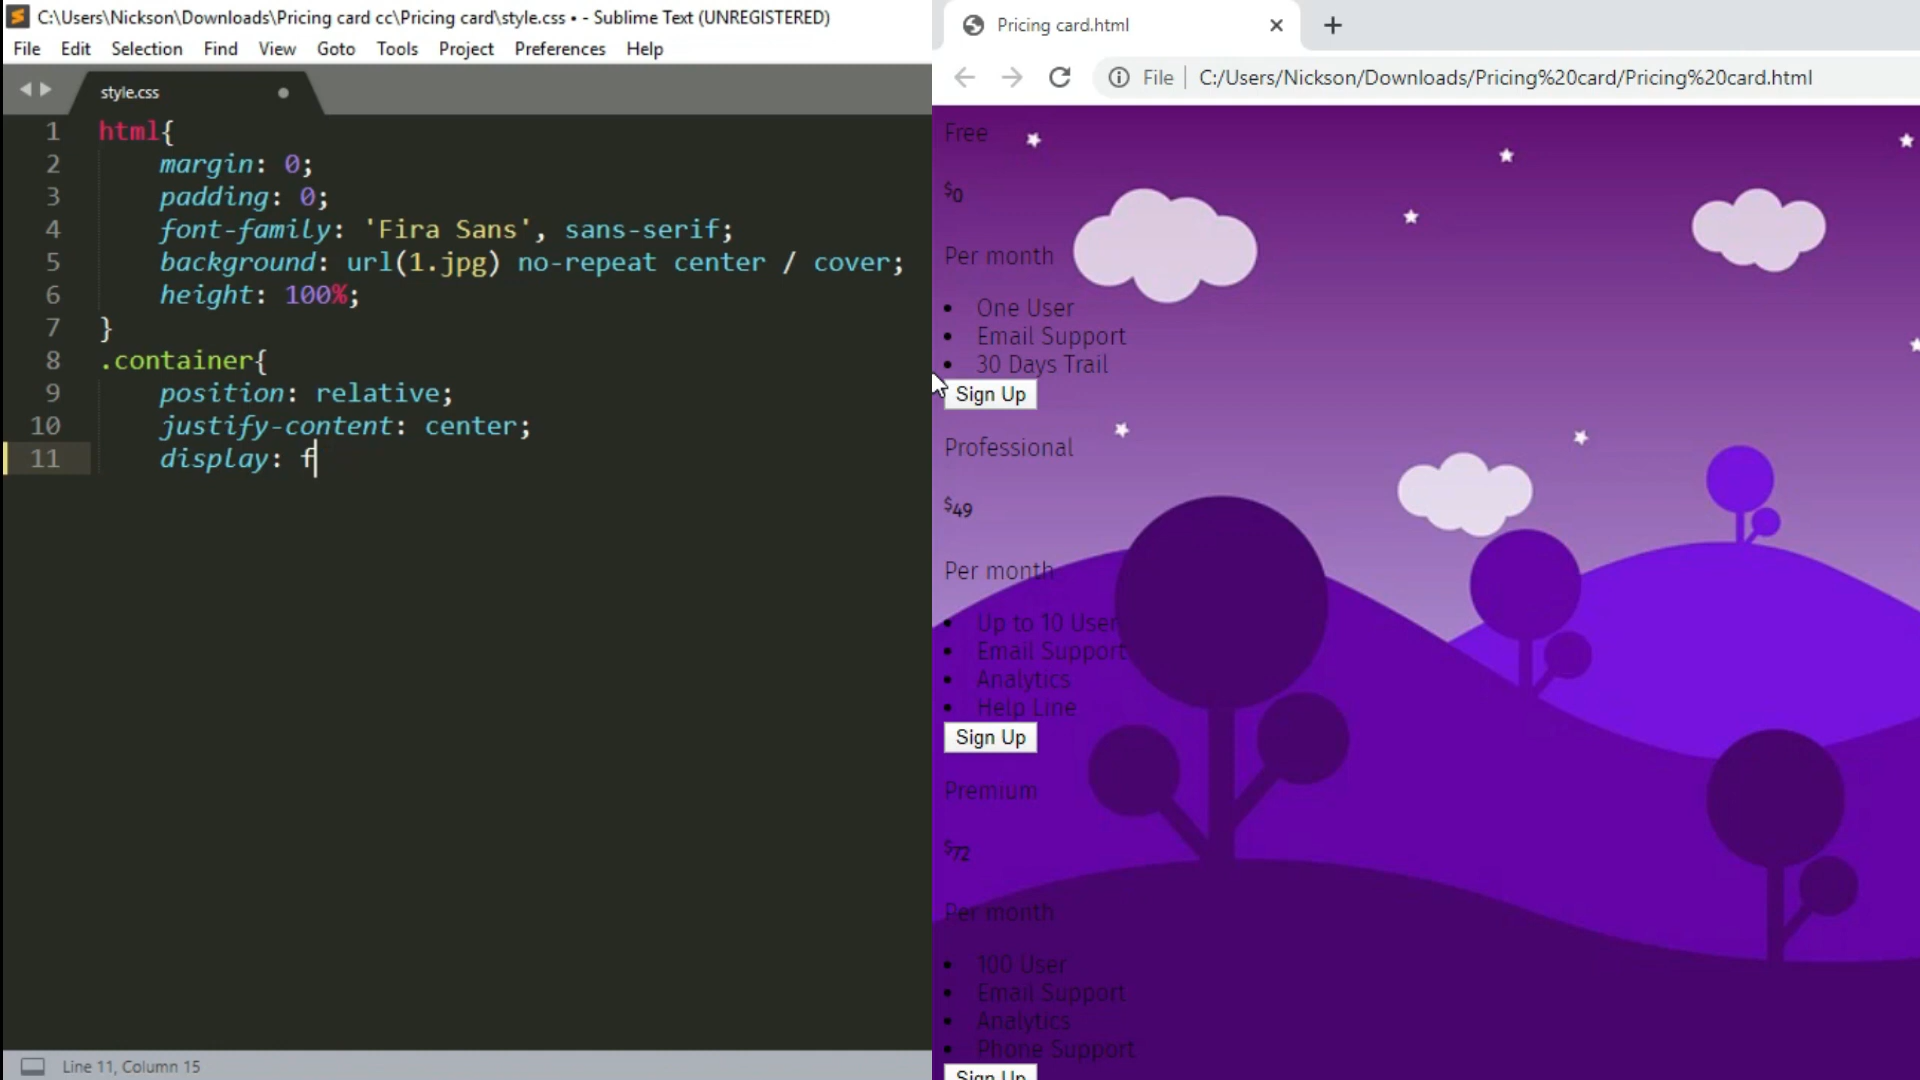 C:\Users\Nickson\Downloads\Pricing card cc\Pricing card\style.css • - Sublime Text (UNREGISTERED)
File Edit Selection Find View Goto Tools Project Preferences Help
style.css
1 html{
2 margin: 0;
3 padding: 0;
4 font-family: 'Fira Sans', sans-serif;
5 background: url(1.jpg) no-repeat center / cover;
6 height: 100%;
7 }
8 .container{
9 position: relative;
10 justify-content: center;
11 display: f
Line 11, Column 15
Pricing card.html
File C:/Users/Nickson/Downloads/Pricing%20card/Pricing%20card.html
Free
$0
Per month
• One User
• Email Support
• 30 Days Trail
Sign Up
Professional
$49
Per month
• Up to 10 User
• Email Support
• Analytics
• Help Line
Sign Up
Premium
$72
Per month
• 100 User
• Email Support
• Analytics
• Phone Support
Sign Up